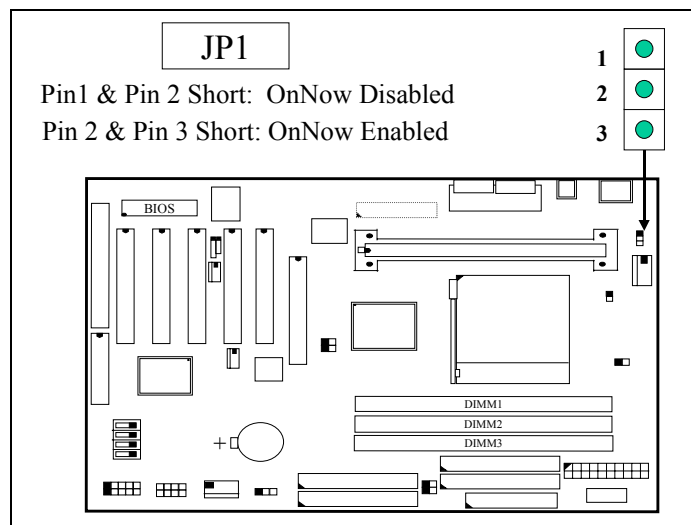 JP1
1
Pin1 & Pin 2 Short: OnNow Disabled
2
Pin 2 & Pin 3 Short: OnNow Enabled
3
BIOS
DIMM1
DIMM2
+
DIMM3